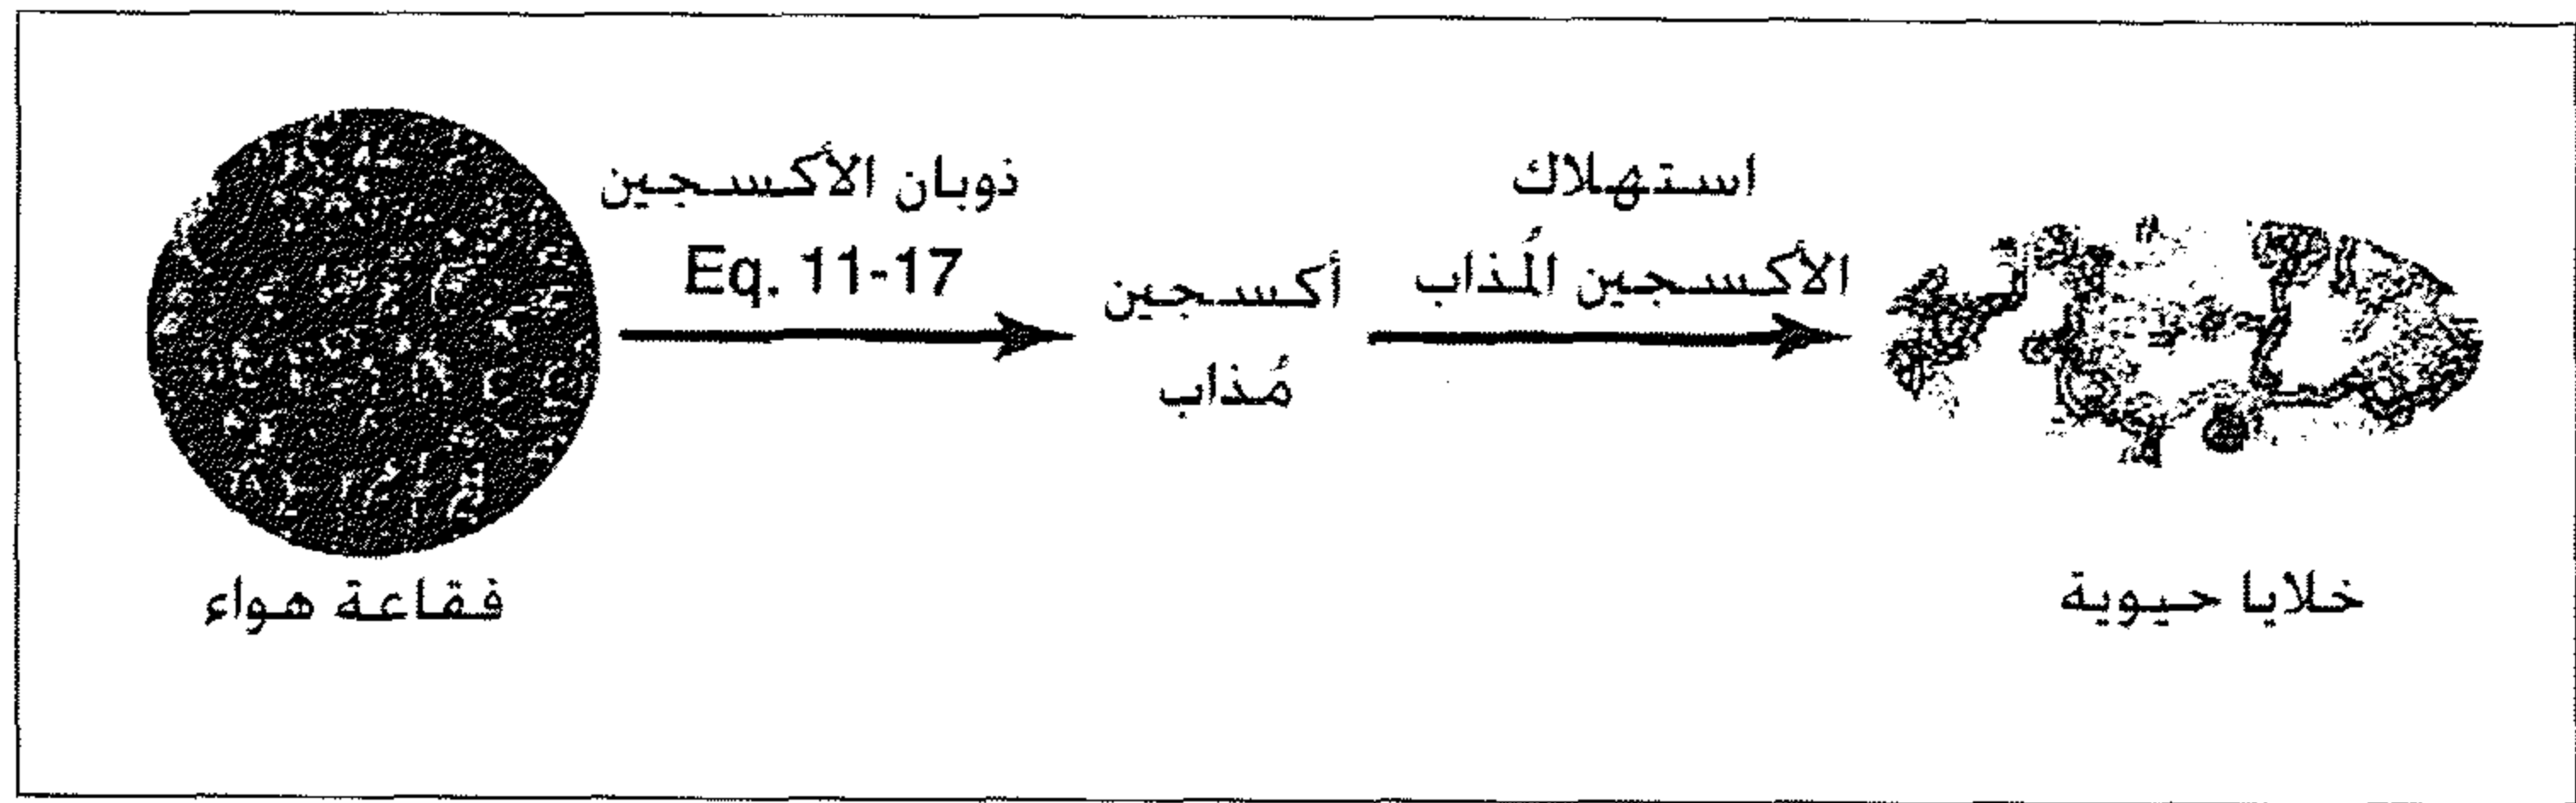 ذوبان الأكسجين
Eq. 11-17
أكسجين
مُذاب
استهلاك
الأكسجين المُذاب
فقاعة هواء
خلايا حيوية